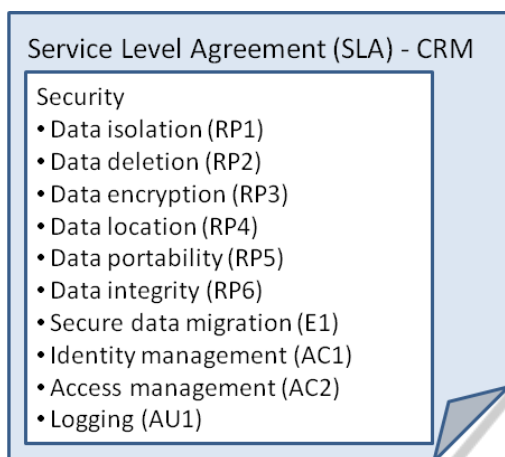 Service Level Agreement (SLA) - CRM
Security
• Data isolation (RP1)
• Data deletion (RP2)
• Data encryption (RP3)
• Data location (RP4)
• Data portability (RP5)
• Data integrity (RP6)
• Secure data migration (E1)
• Identity management (AC1)
• Access management (AC2)
• Logging (AU1)